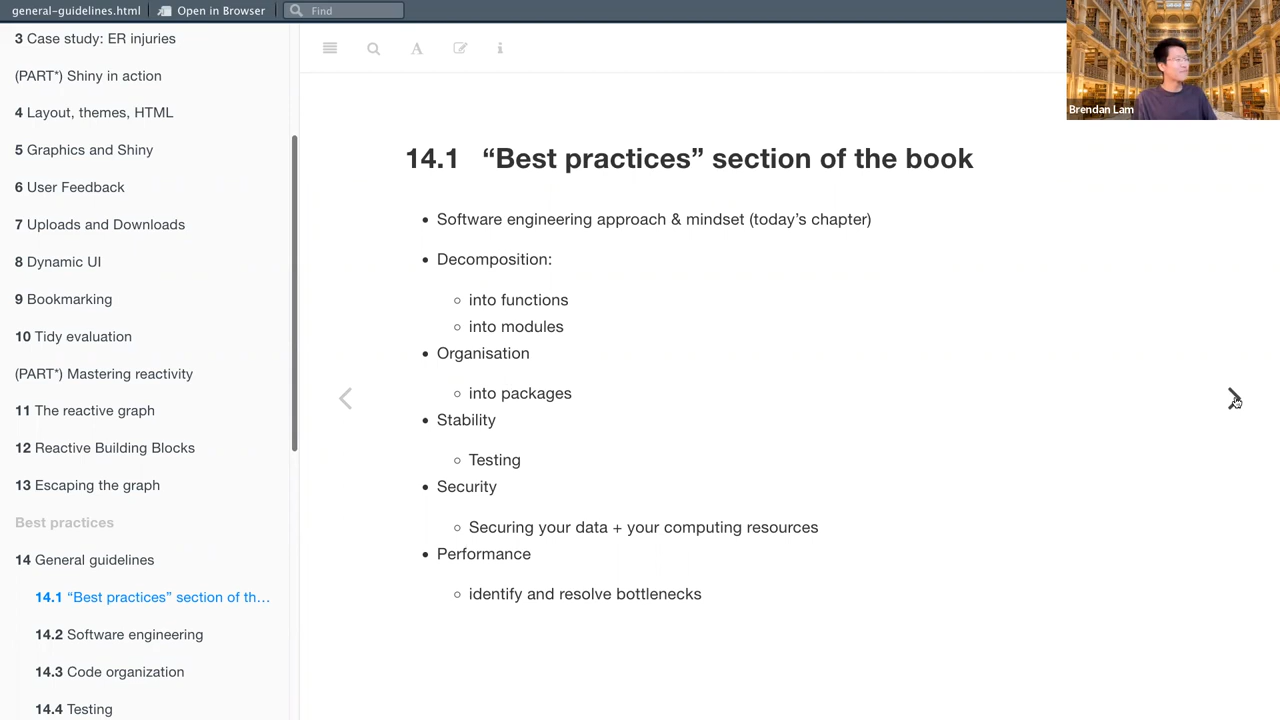 general-guidelines.html
Open in Browser
Find
3 Case study: ER injuries
(PART*) Shiny in action
4 Layout, themes, HTML
5 Graphics and Shiny
6 User Feedback
7 Uploads and Downloads
8 Dynamic UI
9 Bookmarking
10 Tidy evaluation
(PART*) Mastering reactivity
11 The reactive graph
12 Reactive Building Blocks
13 Escaping the graph
Best practices
14 General guidelines
14.1 “Best practices” section of th…
14.2 Software engineering
14.3 Code organization
14.4 Testing
A
i
14.1 “Best practices” section of the book
• Software engineering approach & mindset (today’s chapter)
• Decomposition:
◦ into functions
◦ into modules
• Organisation
◦ into packages
• Stability
◦ Testing
• Security
◦ Securing your data + your computing resources
• Performance
◦ identify and resolve bottlenecks
Brendan Lam